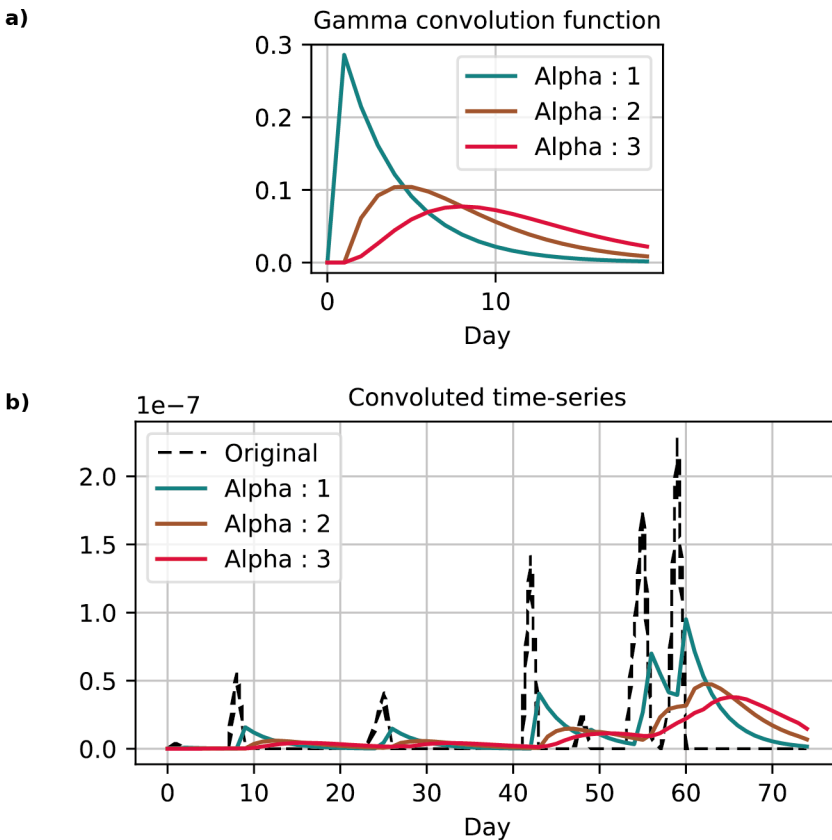 a)
Gamma convolution function
0.3
0.2
0.1
0.0
Alpha : 1
Alpha : 2
Alpha : 3
0
10
Day
b)
1e−7
Convoluted time-series
2.0
1.5
1.0
0.5
0.0
Original
Alpha : 1
Alpha : 2
Alpha : 3
0 10 20 30 40 50 60 70
Day